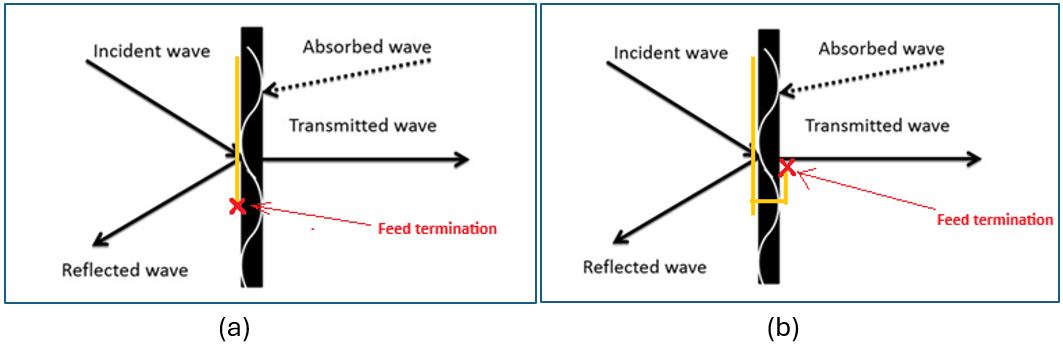 Incident wave
Absorbed wave
Transmitted wave
Feed termination
Reflected wave
(a)
Incident wave
Absorbed wave
Transmitted wave
Feed termination
Reflected wave
(b)